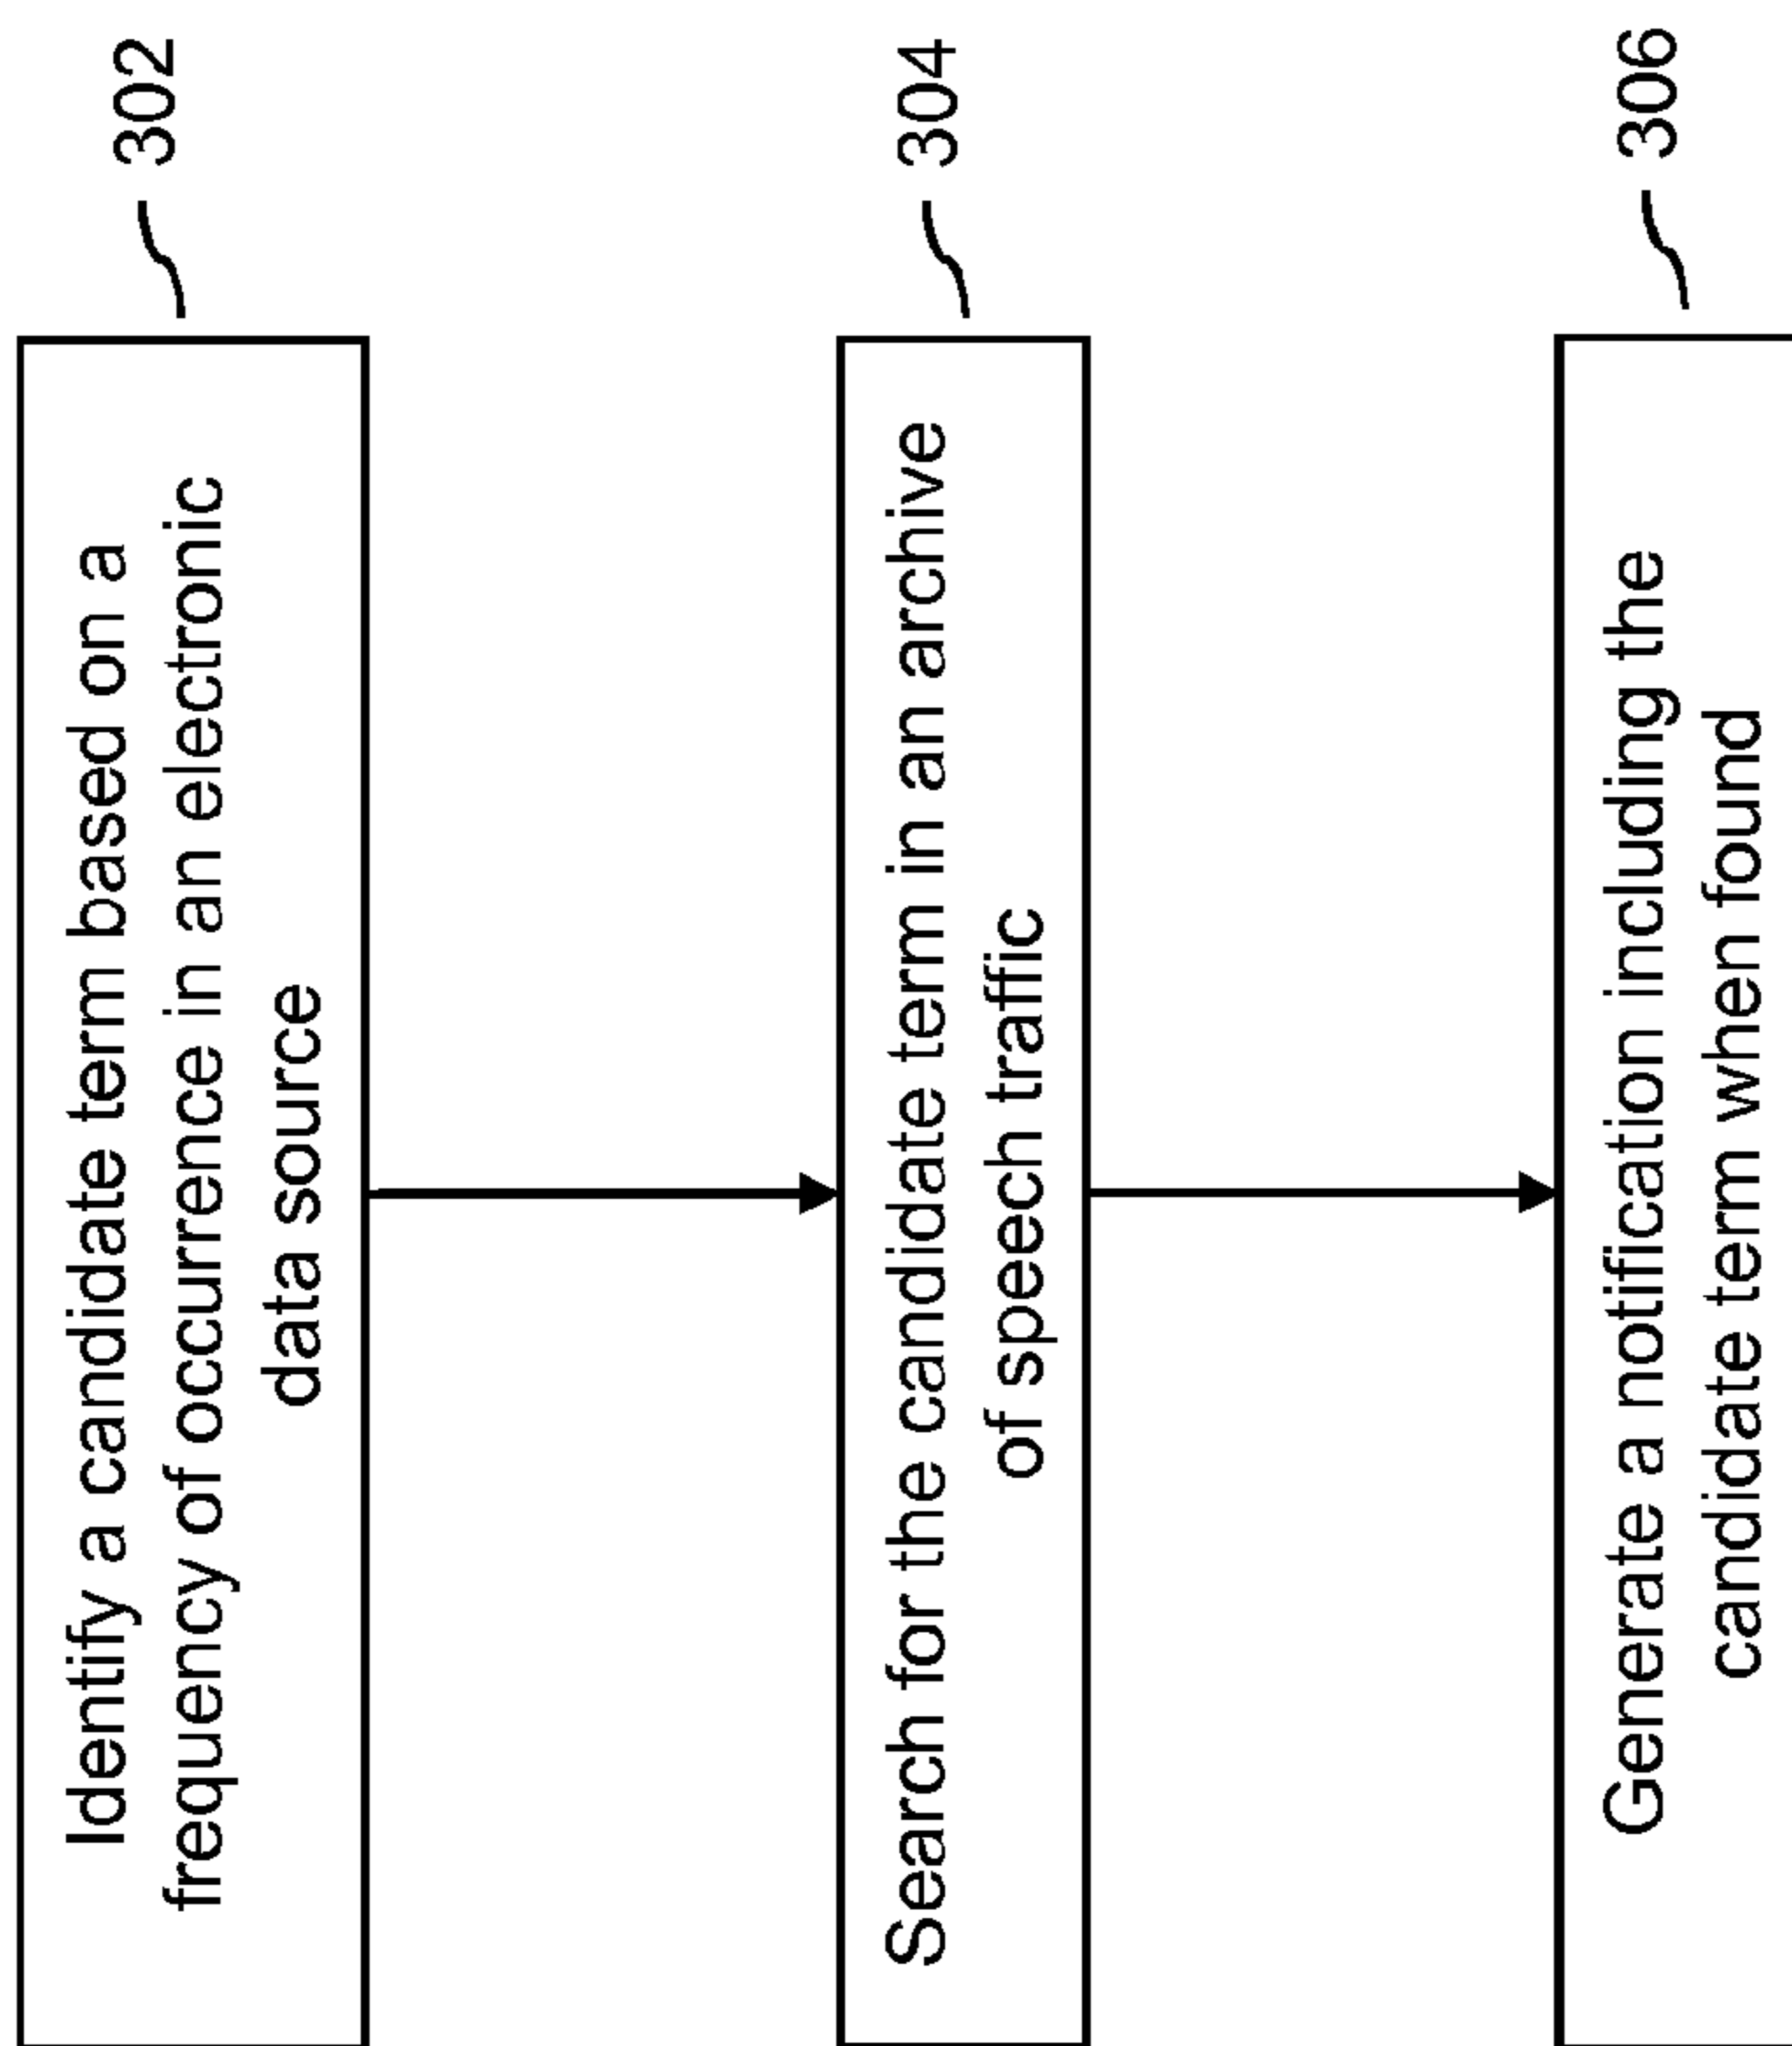 Identify a candidate term based on a
frequency of occurrence in an electronic
data source
302
Search for the candidate term in an archive
of speech traffic
304
Generate a notification including the
candidate term when found
306